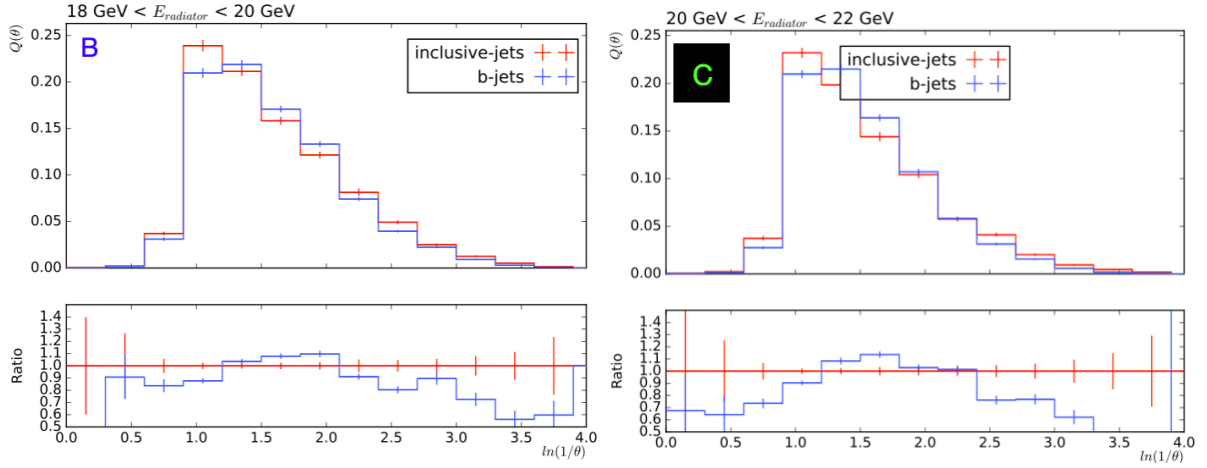 18 GeV < E_radiator < 20 GeV
Q(θ)
0.25
0.20
0.15
0.10
0.05
0.00
B
inclusive-jets
b-jets
Ratio
1.4
1.3
1.2
1.1
1.0
0.9
0.8
0.7
0.6
0.5
0.0 0.5 1.0 1.5 2.0 2.5 3.0 3.5 4.0
ln(1/θ)
20 GeV < E_radiator < 22 GeV
Q(θ)
0.25
0.20
0.15
0.10
0.05
0.00
C
inclusive-jets
b-jets
Ratio
1.4
1.3
1.2
1.1
1.0
0.9
0.8
0.7
0.6
0.5
0.0 0.5 1.0 1.5 2.0 2.5 3.0 3.5 4.0
ln(1/θ)